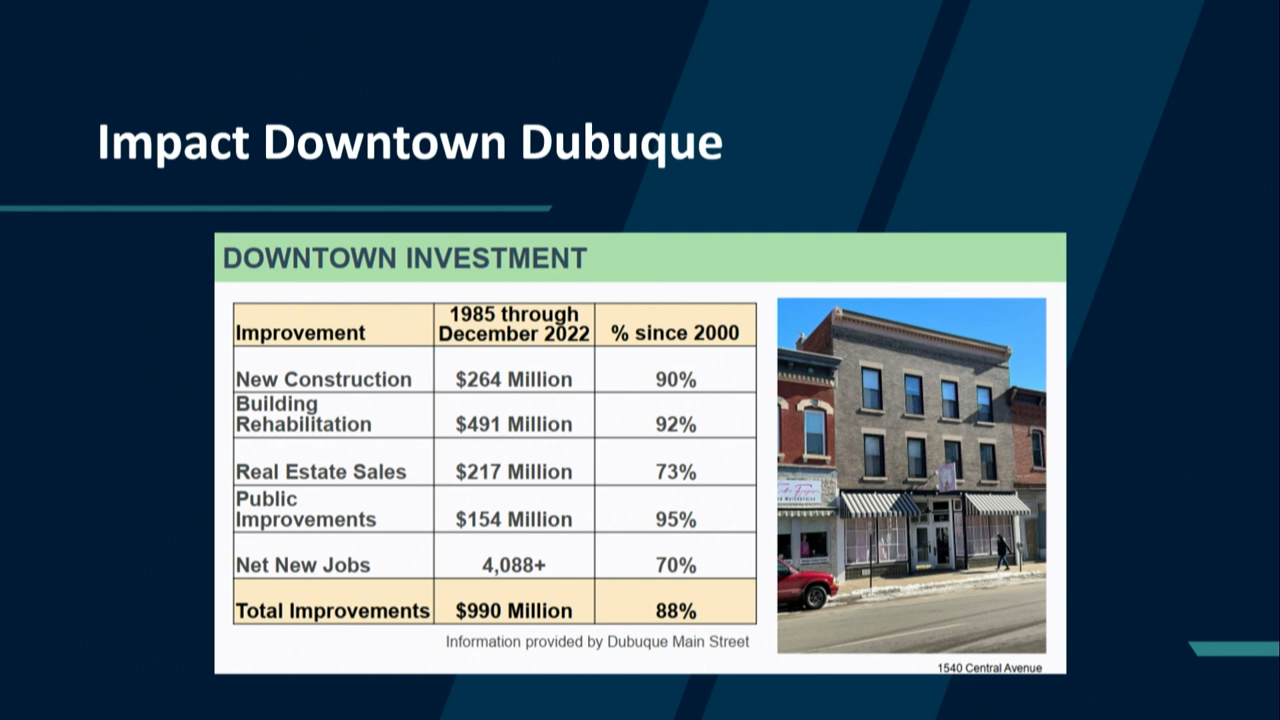 Impact Downtown Dubuque
DOWNTOWN INVESTMENT
Improvement
1985 through
December 2022
% since 2000
New Construction
$264 Million
90%
Building
Rehabilitation
$491 Million
92%
Real Estate Sales
$217 Million
73%
Public
Improvements
$154 Million
95%
Net New Jobs
4,088+
70%
Total Improvements
$990 Million
88%
Information provided by Dubuque Main Street
1540 Central Avenue